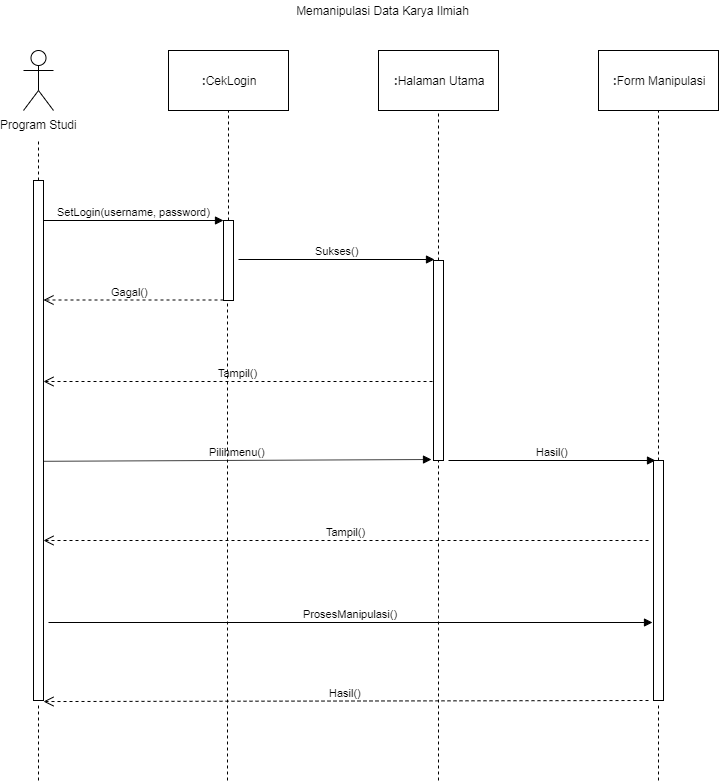 Memanipulasi Data Karya Ilmiah
:CekLogin
:Halaman Utama
:Form Manipulasi
Program Studi
SetLogin(username, password)
Sukses()
Gagal()
Tampil()
Pilihmenu()
Hasil()
Tampil()
ProsesManipulasi()
Hasil()